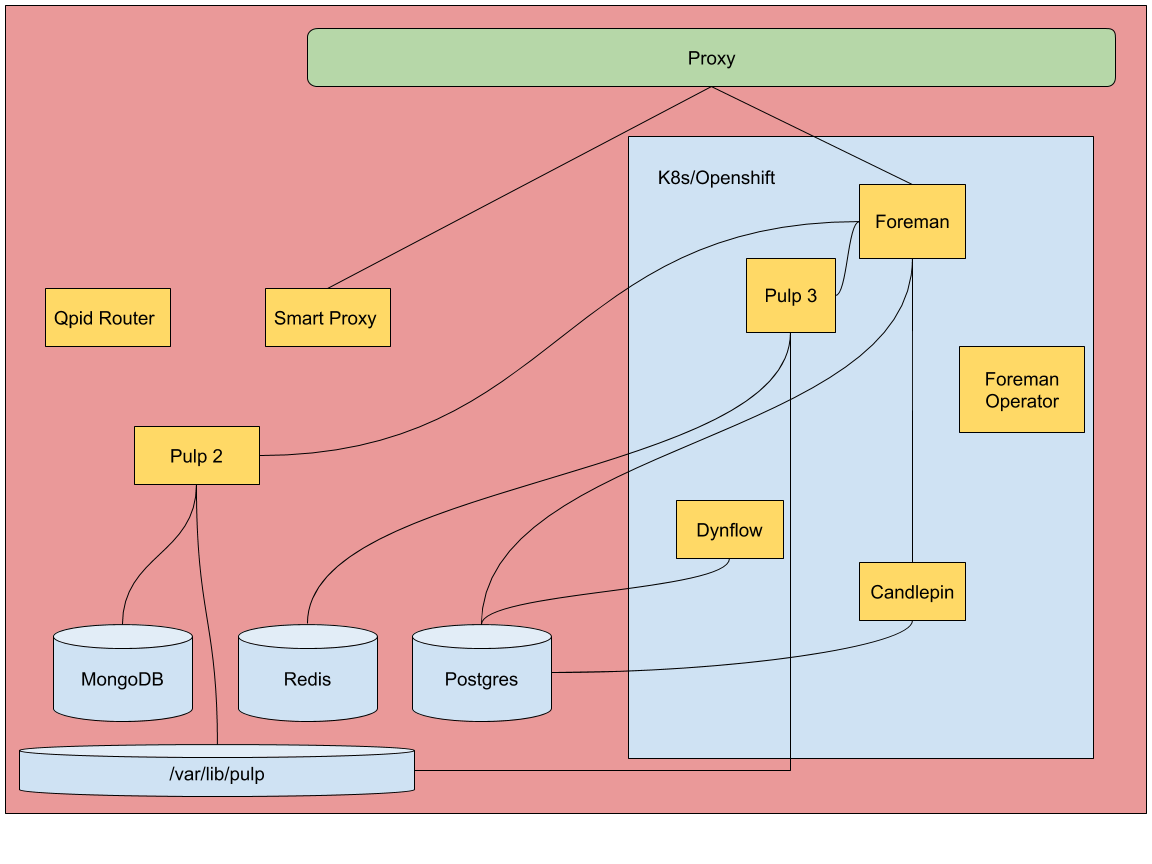 Proxy
K8s/Openshift
Foreman
Pulp 3
Qpid Router
Smart Proxy
Foreman
Operator
Pulp 2
Dynflow
Candlepin
MongoDB
Redis
Postgres
/var/lib/pulp